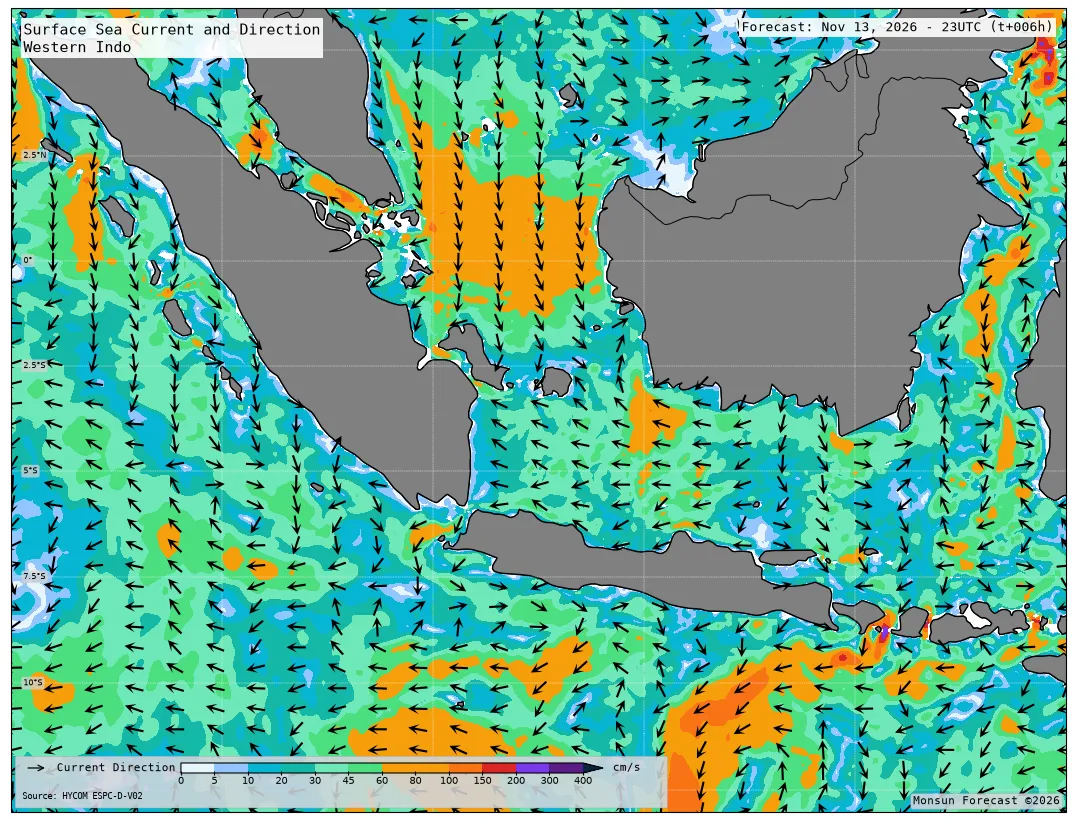 Surface Sea Current and Direction
Western Indo
Forecast: Nov 13, 2026 - 23UTC (t+006h)
2.5°N
0°
2.5°S
5°S
7.5°S
10°S
Current Direction
0 5 10 20 30 45 60 80 100 150 200 300 400 cm/s
Source: HYCOM ESPC-D-V02
Monsun Forecast ©2026